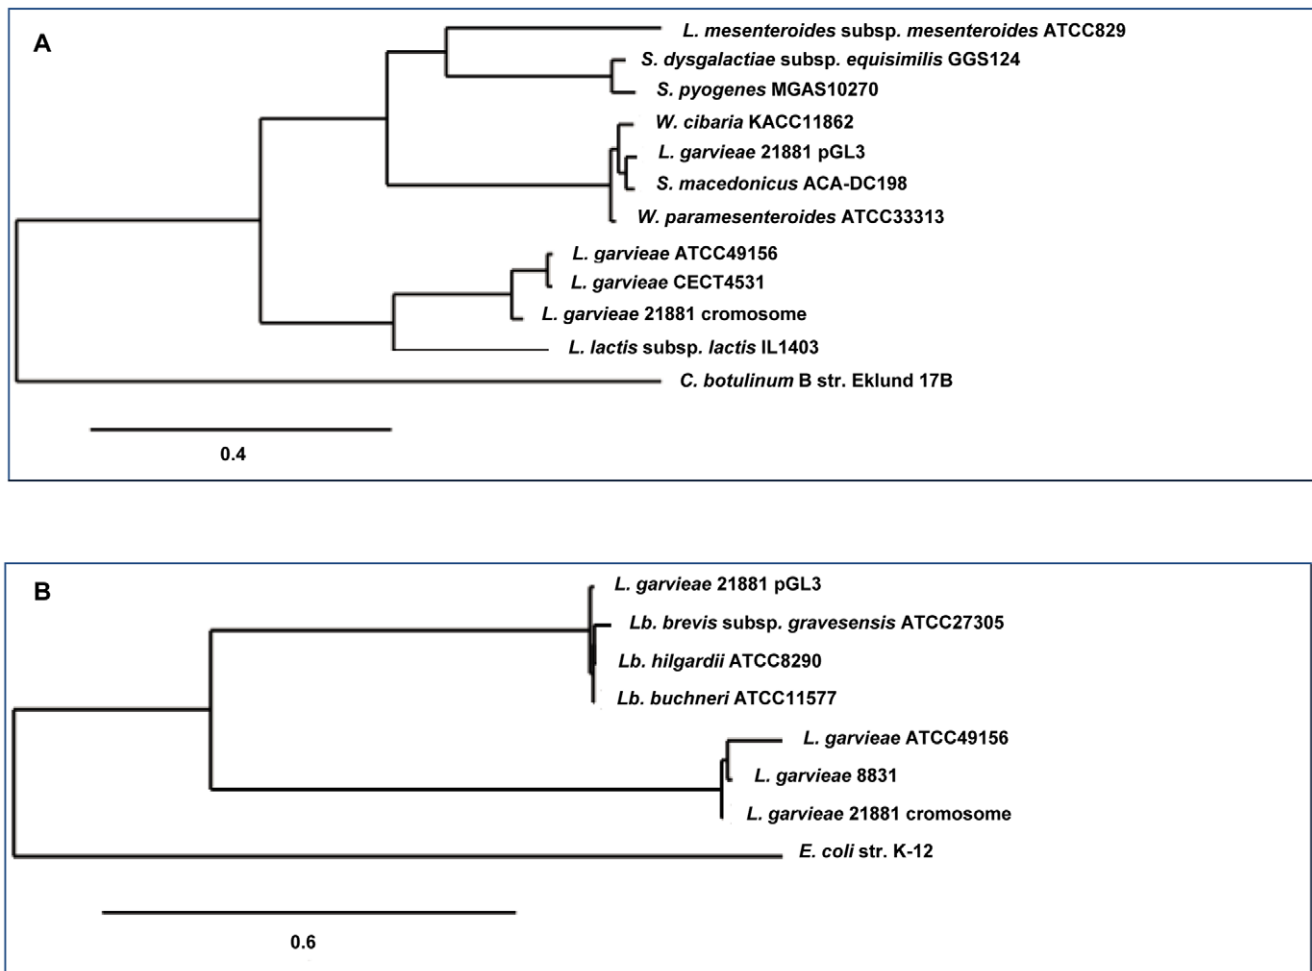 A
L. mesenteroides subsp. mesenteroides ATCC829
S. dysgalactiae subsp. equisimilis GGS124
S. pyogenes MGAS10270
W. cibaria KACC11862
L. garvieae 21881 pGL3
S. macedonicus ACA-DC198
W. paramesenteroides ATCC33313
L. garvieae ATCC49156
L. garvieae CECT4531
L. garvieae 21881 cromosome
L. lactis subsp. lactis IL1403
C. botulinum B str. Eklund 17B
0.4
B
L. garvieae 21881 pGL3
Lb. brevis subsp. gravesensis ATCC27305
Lb. hilgardii ATCC8290
Lb. buchneri ATCC11577
L. garvieae ATCC49156
L. garvieae 8831
L. garvieae 21881 cromosome
E. coli str. K-12
0.6